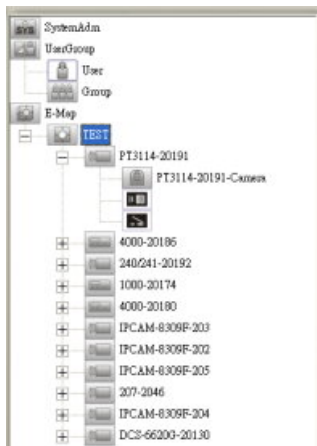 SYS SystemAdm
UserGroup
User
Group
E-Map
TEST
PT3114-20191
PT3114-20191-Camera
4000-20186
240/241-20192
1000-20174
4000-20180
IPCAM-8309F-203
IPCAM-8309F-202
IPCAM-8309F-205
207-2046
IPCAM-8309F-204
DCS-6620G-20130